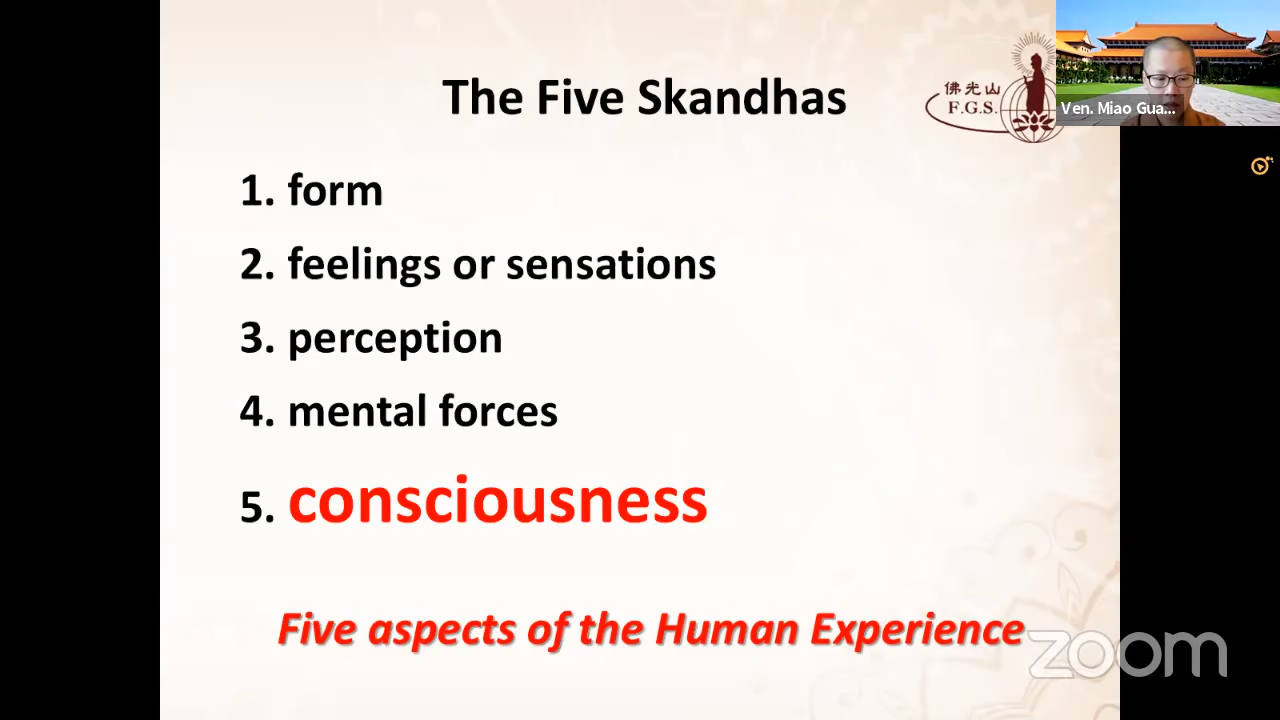 The Five Skandhas
佛光山
F.G.S.
Ven. Miao Gua...
1. form
2. feelings or sensations
3. perception
4. mental forces
5. consciousness
Five aspects of the Human Experience
zoom